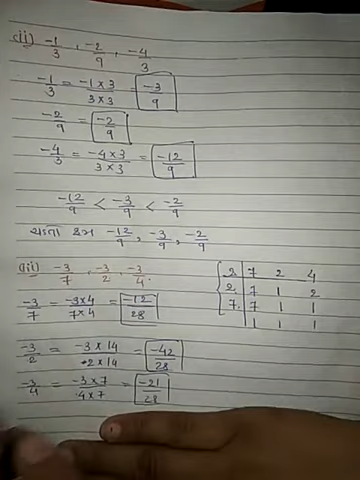 (ii) -1/3 , -2/9 , -4/3
-1/3 = -1×3/3×3 = -3/9
-2/9 = -2/9
-4/3 = -4×3/3×3 = -12/9
-12/9 < -3/9 < -2/9
ચડતા ક્રમ -12/9, -3/9, -2/9
(iii) -3/7, -3/2, -3/4.
-3/7 = -3×4/7×4 = -12/28
-3/2 = -3×14/2×14 = -42/28
-3/4 = -3×7/4×7 = -21/28
2 | 7 2 4
2 | 7 1 2
7 | 7 1 1
1 1 1